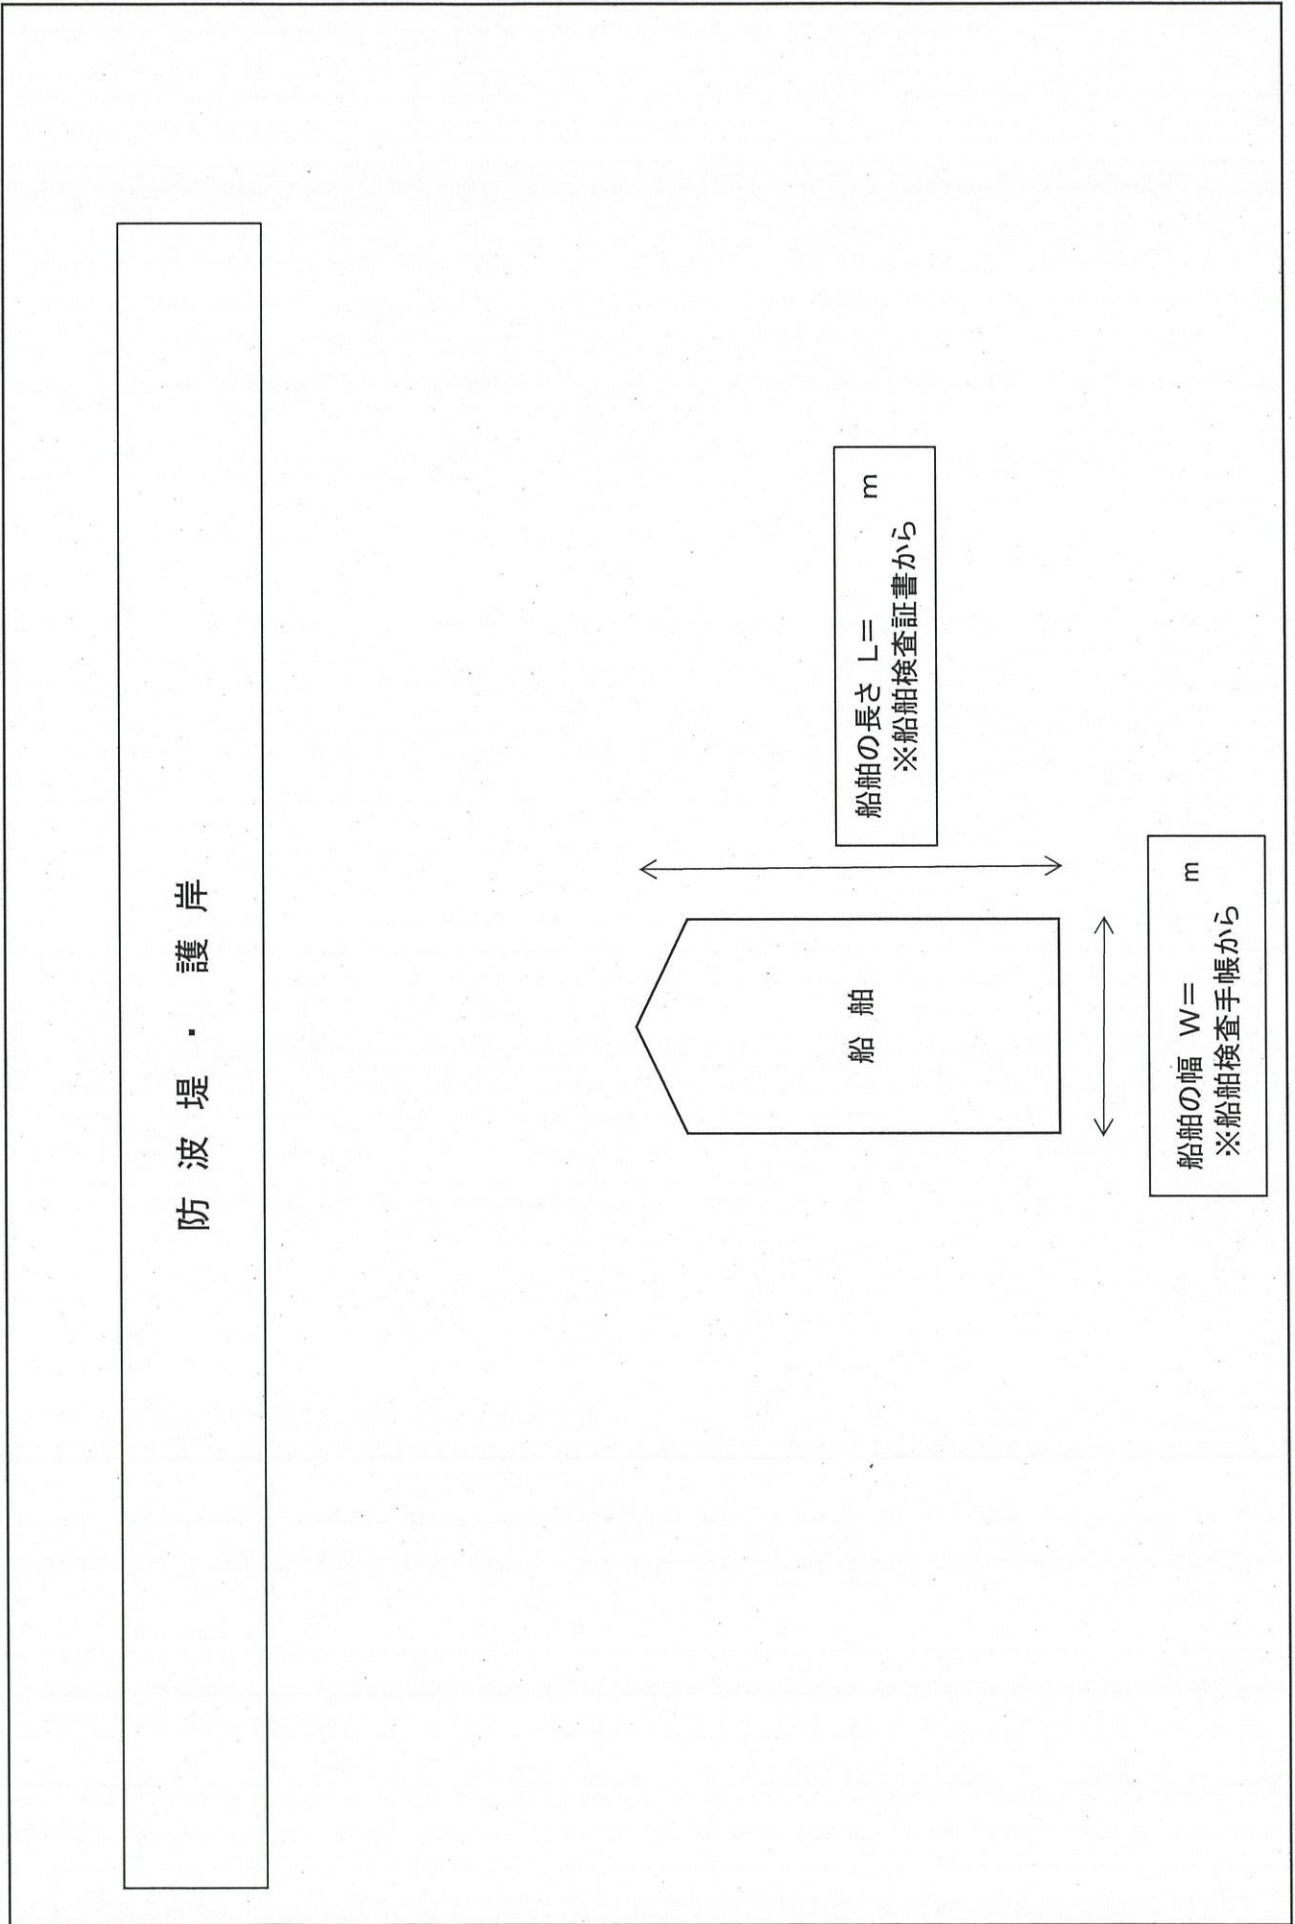 防波堤・護岸
船舶
船舶の長さ L=　　　m
※船舶検査証書から
船舶の幅 W=　　　m
※船舶検査手帳から